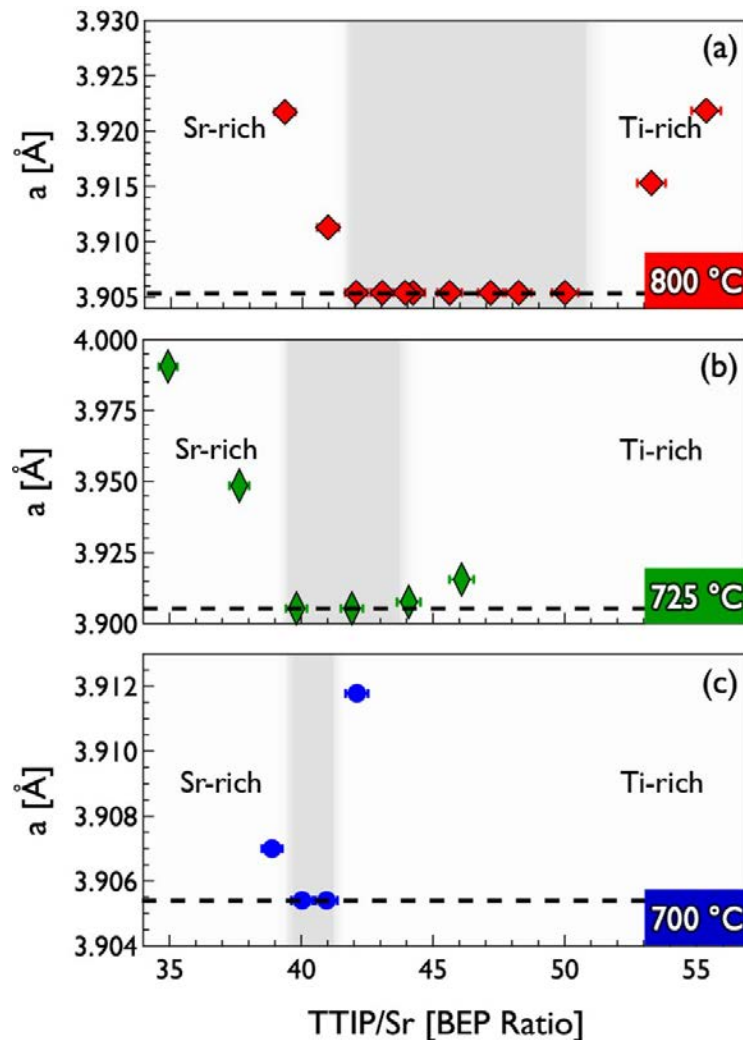 3.930
3.925
3.920
3.915
3.910
3.905
a [Å]
(a)
Sr-rich
Ti-rich
800 °C
4.000
3.975
3.950
3.925
3.900
a [Å]
(b)
Sr-rich
Ti-rich
725 °C
3.912
3.910
3.908
3.906
3.904
a [Å]
(c)
Sr-rich
Ti-rich
700 °C
35 40 45 50 55
TTIP/Sr [BEP Ratio]